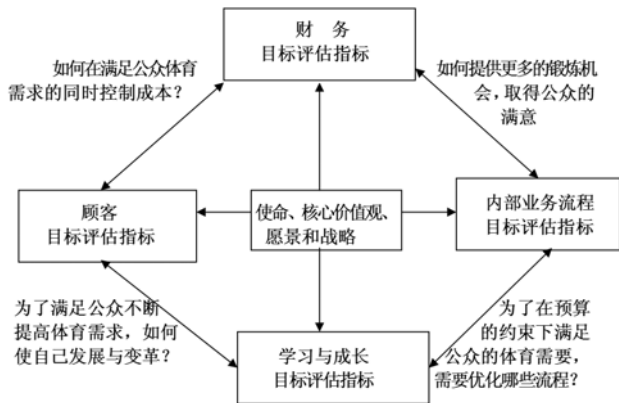 财 务
目标评估指标
如何在满足公众体育
需求的同时控制成本？
如何提供更多的锻炼机
会，取得公众的
满意
顾客
目标评估指标
使命、核心价值观、
愿景和战略
内部业务流程
目标评估指标
为了满足公众不断
提高体育需求，如何
使自己发展与变革？
学习与成长
目标评估指标
为了在预算
的约束下满足
公众的体育需要，
需要优化哪些流程？